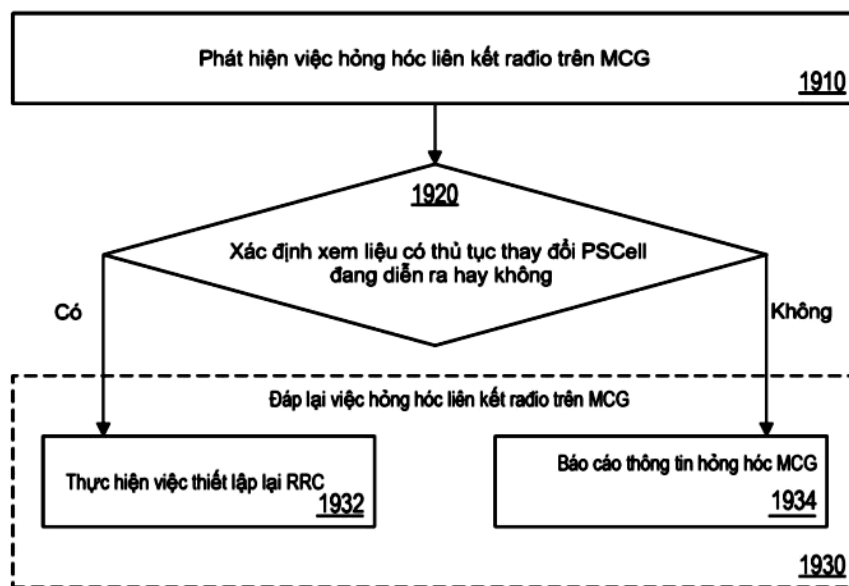 Phát hiện việc hỏng hóc liên kết rađio trên MCG
1910
1920
Xác định xem liệu có thủ tục thay đổi PSCell
đang diễn ra hay không
Có
Không
Đáp lại việc hỏng hóc liên kết rađio trên MCG
Thực hiện việc thiết lập lại RRC
1932
Báo cáo thông tin hỏng hóc MCG
1934
1930